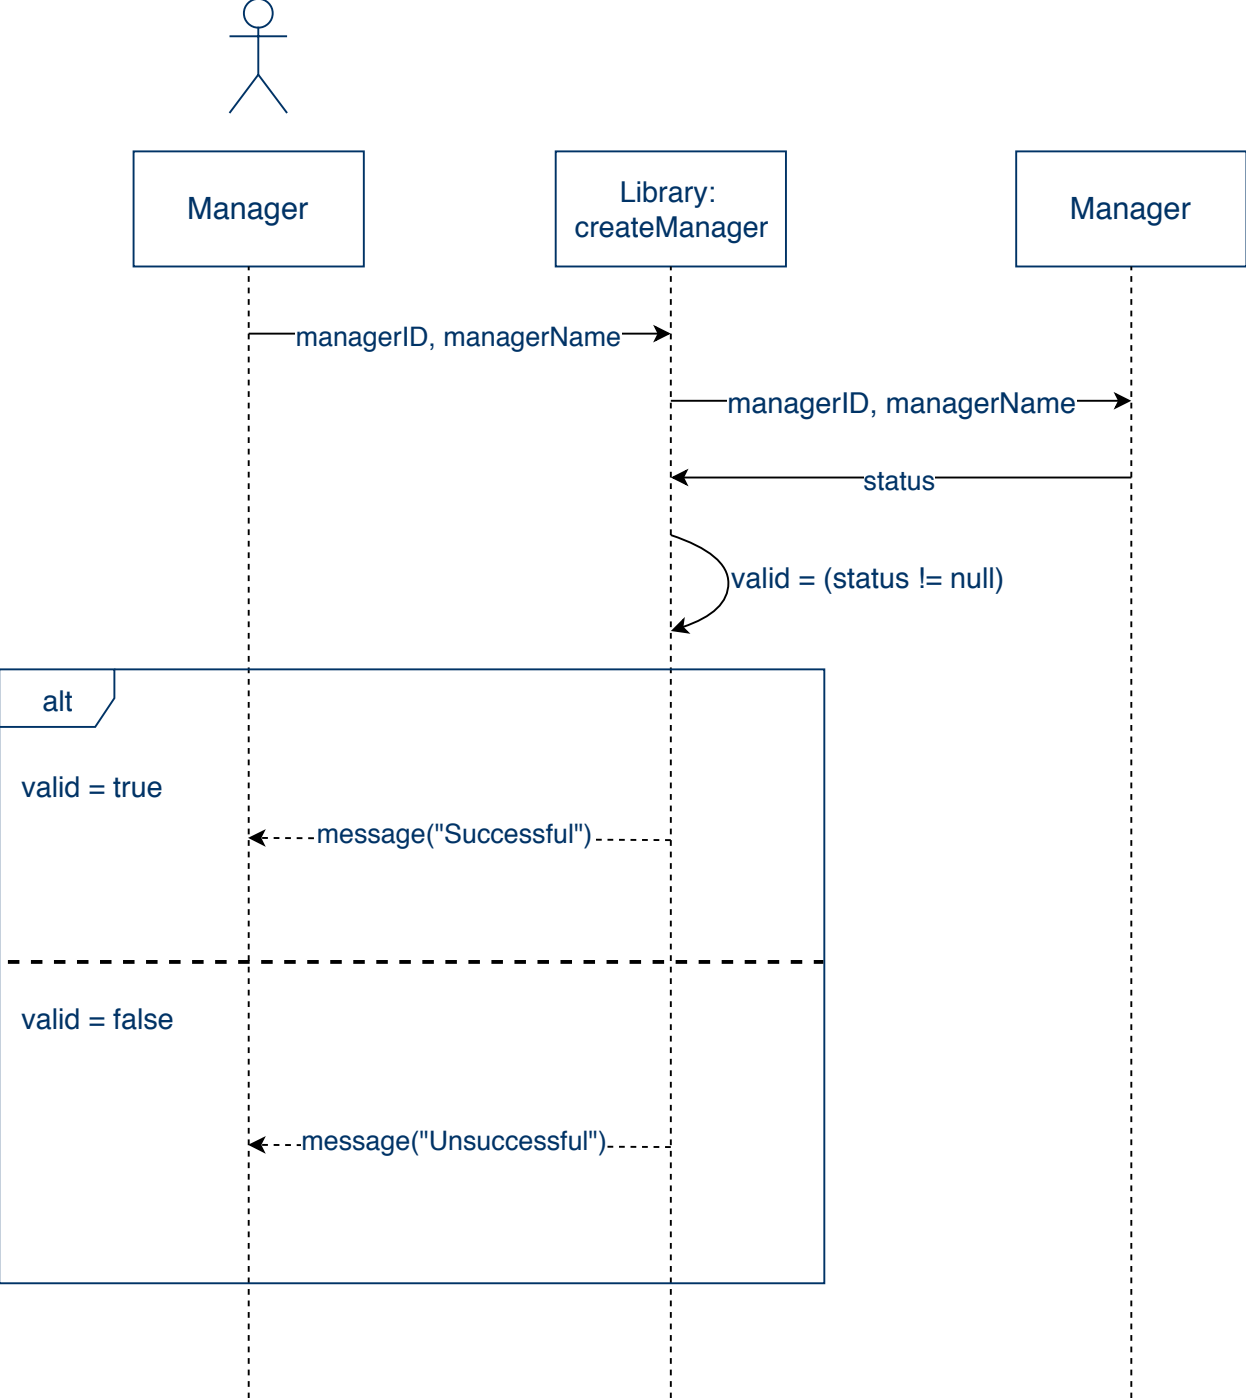 Manager
Library:
createManager
Manager
managerID, managerName
managerID, managerName
status
valid = (status != null)
alt
valid = true
message("Successful")
valid = false
message("Unsuccessful")